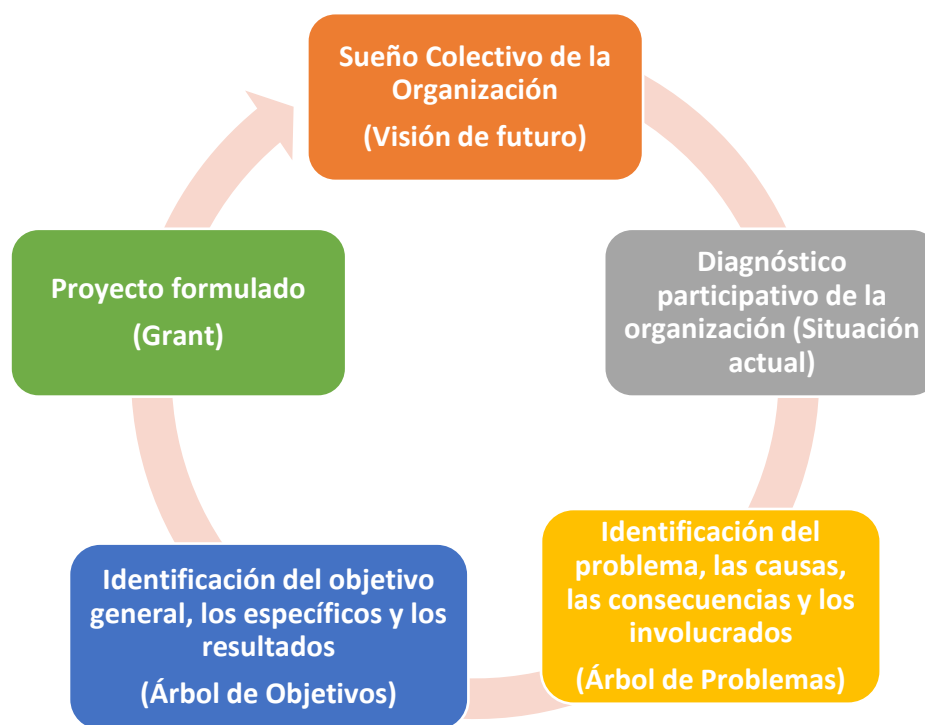 Sueño Colectivo de la
Organización
(Visión de futuro)
Diagnóstico
participativo de la
organización (Situación
actual)
Identificación del
problema, las causas,
las consecuencias y los
involucrados
(Árbol de Problemas)
Identificación del objetivo
general, los específicos y los
resultados
(Árbol de Objetivos)
Proyecto formulado
(Grant)